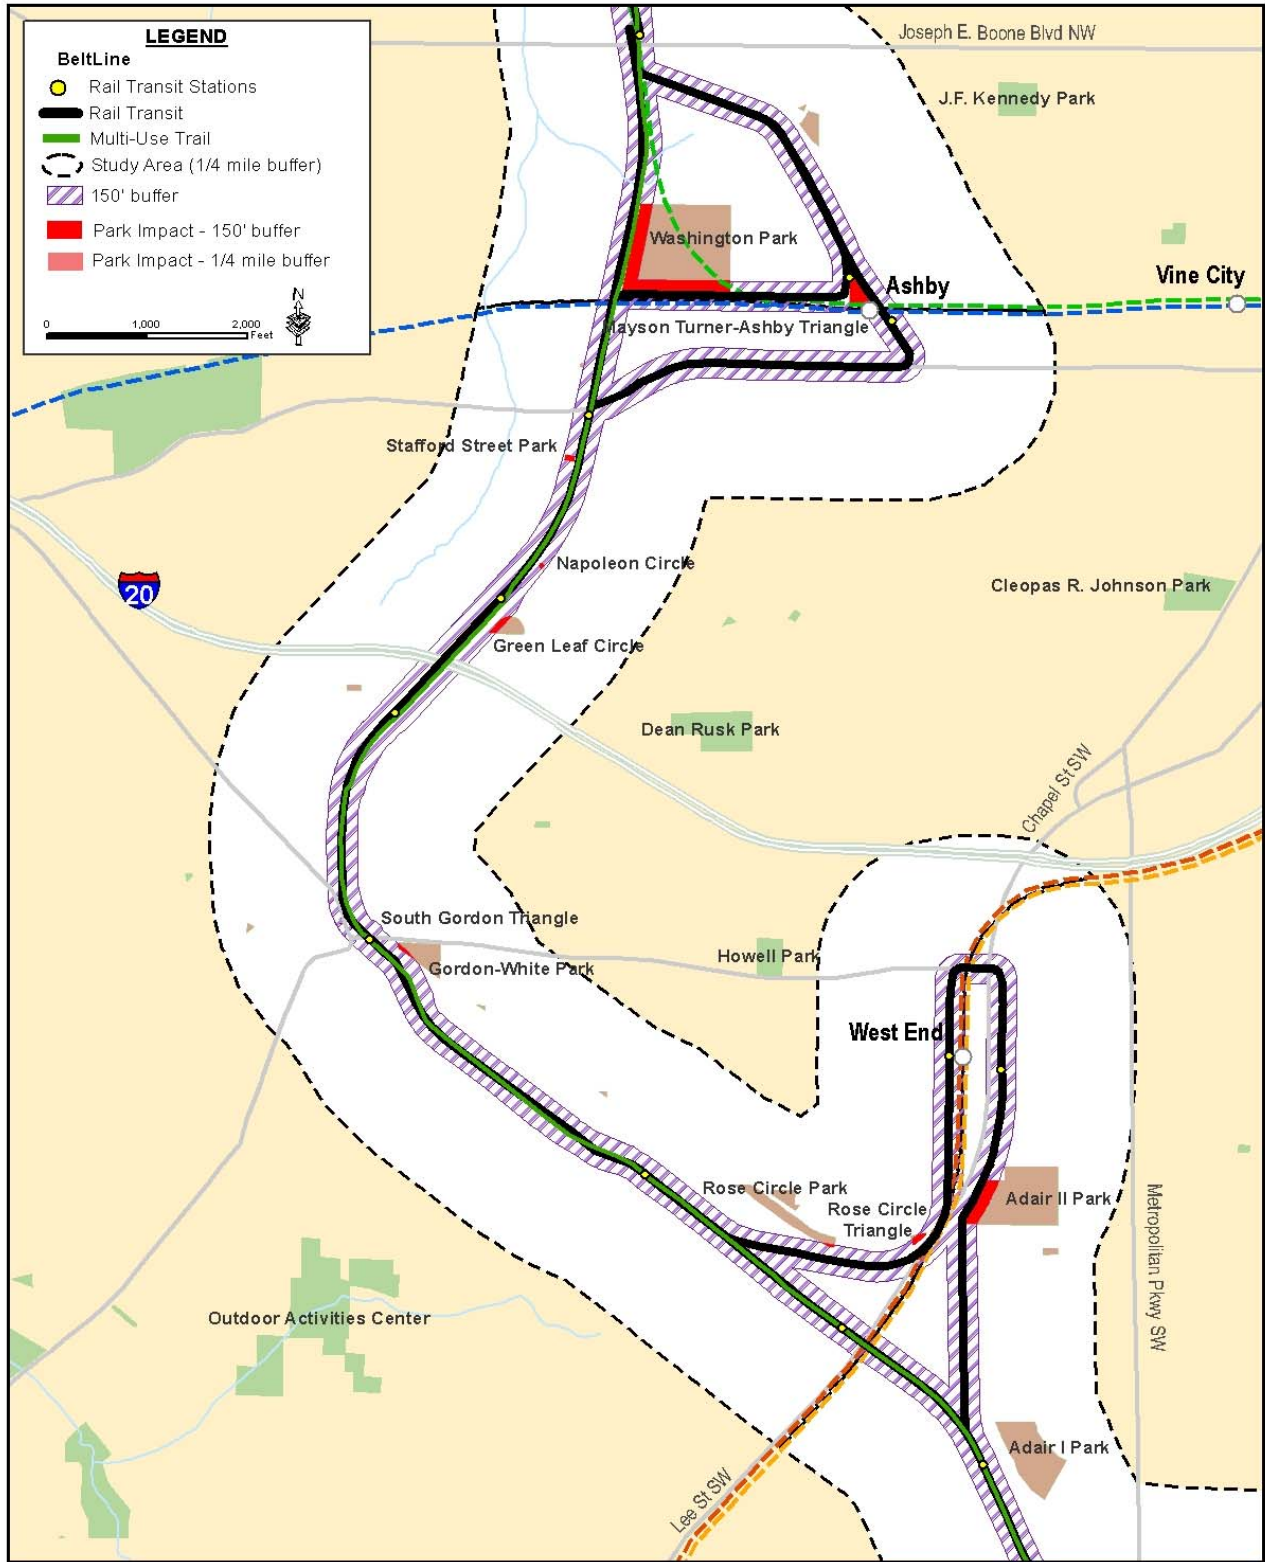 LEGEND
BeltLine
Rail Transit Stations
Rail Transit
Multi-Use Trail
Study Area (1/4 mile buffer)
150' buffer
Park Impact - 150' buffer
Park Impact - 1/4 mile buffer
N
0 1,000 2,000
Feet
Joseph E. Boone Blvd NW
J.F. Kennedy Park
Washington Park
Ashby
Vine City
Mayson Turner-Ashby Triangle
Stafford Street Park
Napoleon Circle
20
Cleopas R. Johnson Park
Green Leaf Circle
Dean Rusk Park
Chapel St SW
South Gordon Triangle
Howell Park
Gordon-White Park
West End
Rose Circle Park
Adair II Park
Rose Circle
Triangle
Metropolitan Pkwy SW
Outdoor Activities Center
Adair I Park
Lee St SW